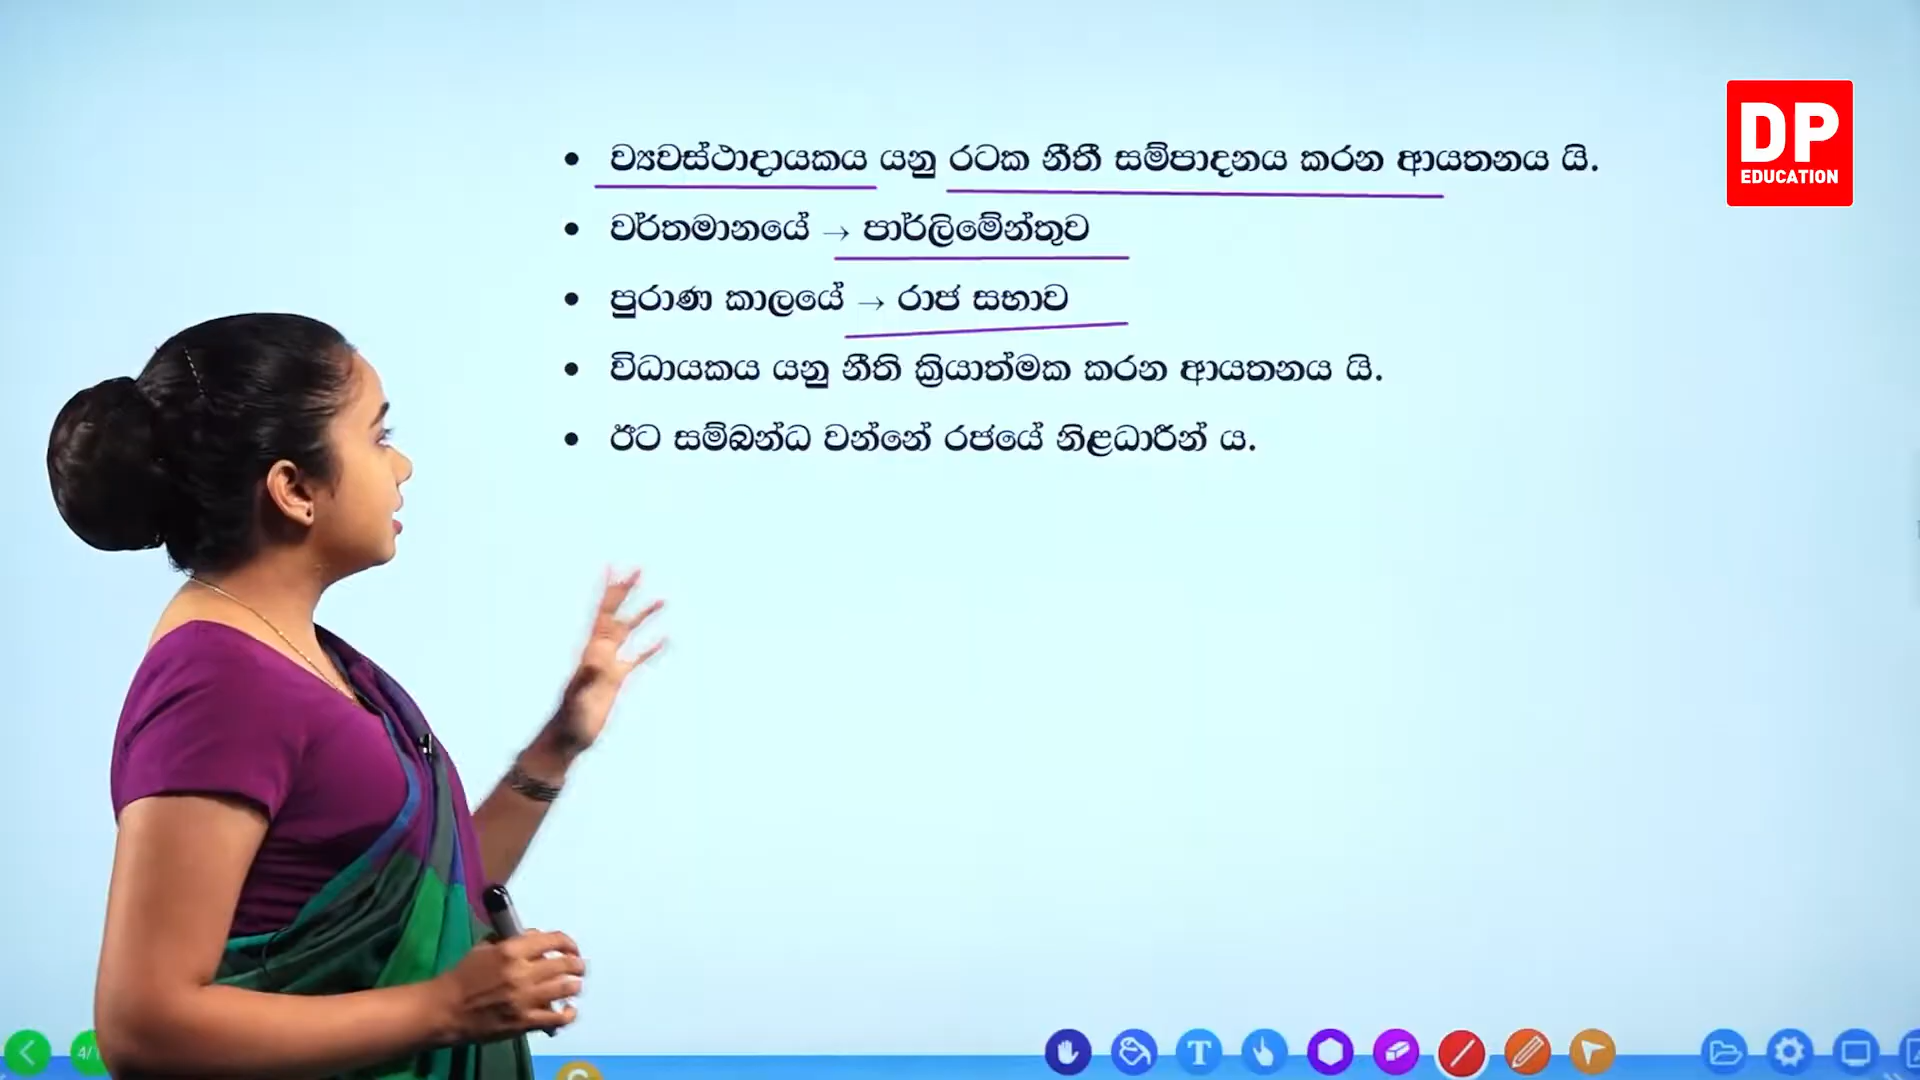 • ව්‍යවස්ථාදායකය යනු රටක නීතී සම්පාදනය කරන ආයතනය යි.
• වර්තමානයේ → පාර්ලිමේන්තුව
• පුරාණ කාලයේ → රාජ සභාව
• විධායකය යනු නීති ක්‍රියාත්මක කරන ආයතනය යි.
• ඊට සම්බන්ධ වන්නේ රජයේ නිළධාරීන් ය.
DP
EDUCATION
T